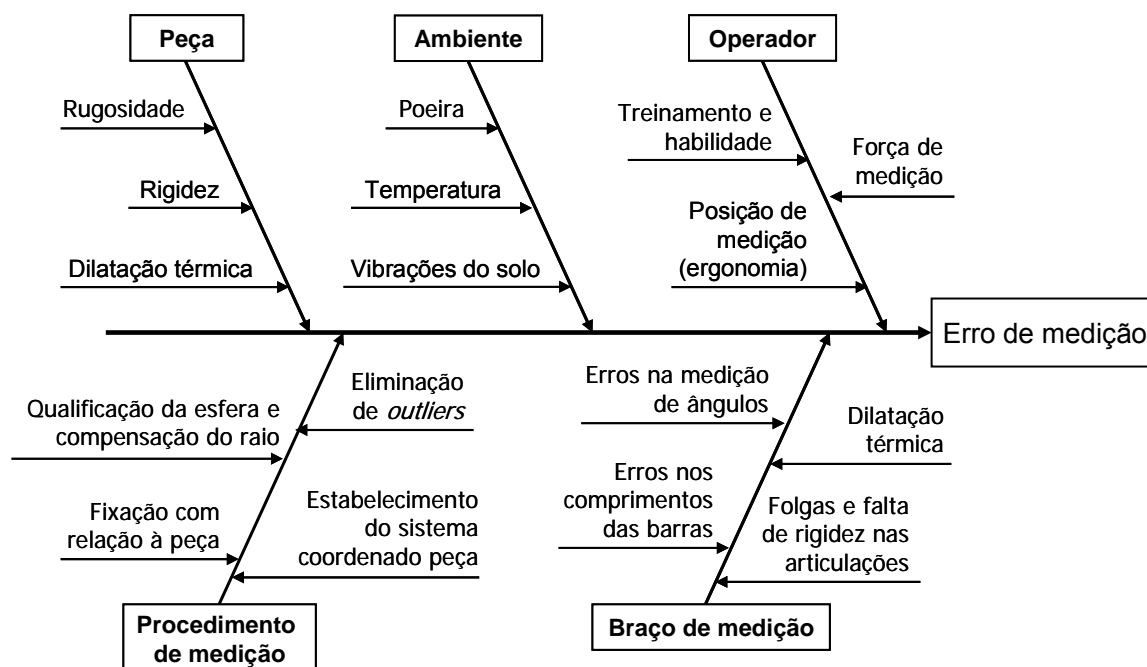 Peça
Ambiente
Operador
Rugosidade
Rigidez
Dilatação térmica
Poeira
Temperatura
Vibrações do solo
Treinamento e
habilidade
Força de
medição
Posição de
medição
(ergonomia)
Erro de medição
Eliminação
de outliers
Qualificação da esfera e
compensação do raio
Fixação com
relação à peça
Estabelecimento
do sistema
coordenado peça
Erros na medição
de ângulos
Dilatação
térmica
Erros nos
comprimentos
das barras
Folgas e falta
de rigidez nas
articulações
Procedimento
de medição
Braço de medição